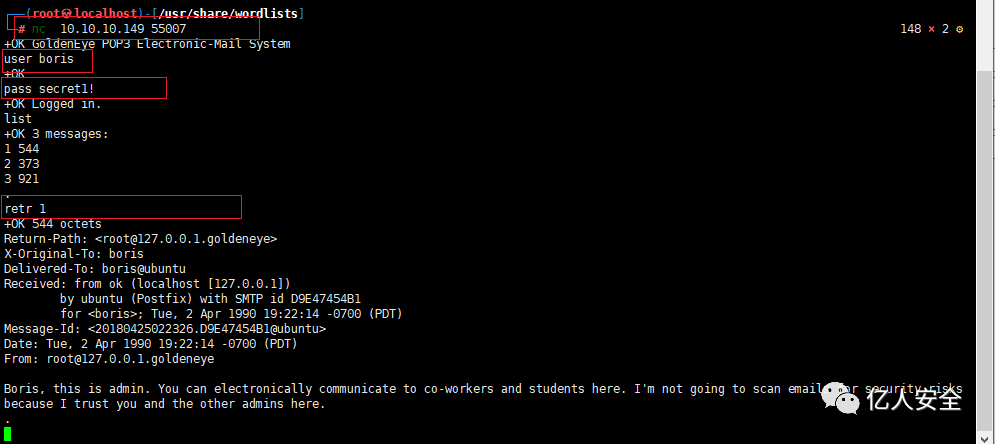 ┌──(root㉿localhost)-[/usr/share/wordlists]
└─# nc 10.10.10.149 55007
148 × 2 ⚙
+OK GoldenEye POP3 Electronic-Mail System
user boris
+OK
pass secret1!
+OK Logged in.
list
+OK 3 messages:
1 544
2 373
3 921
.
retr 1
+OK 544 octets
Return-Path: <root@127.0.0.1.goldeneye>
X-Original-To: boris
Delivered-To: boris@ubuntu
Received: from ok (localhost [127.0.0.1])
        by ubuntu (Postfix) with SMTP id D9E47454B1
        for <boris>; Tue, 2 Apr 1990 19:22:14 -0700 (PDT)
Message-Id: <20180425022326.D9E47454B1@ubuntu>
Date: Tue, 2 Apr 1990 19:22:14 -0700 (PDT)
From: root@127.0.0.1.goldeneye
Boris, this is admin. You can electronically communicate to co-workers and students here. I'm not going to scan emails for security risks
because I trust you and the other admins here.
.
亿人安全